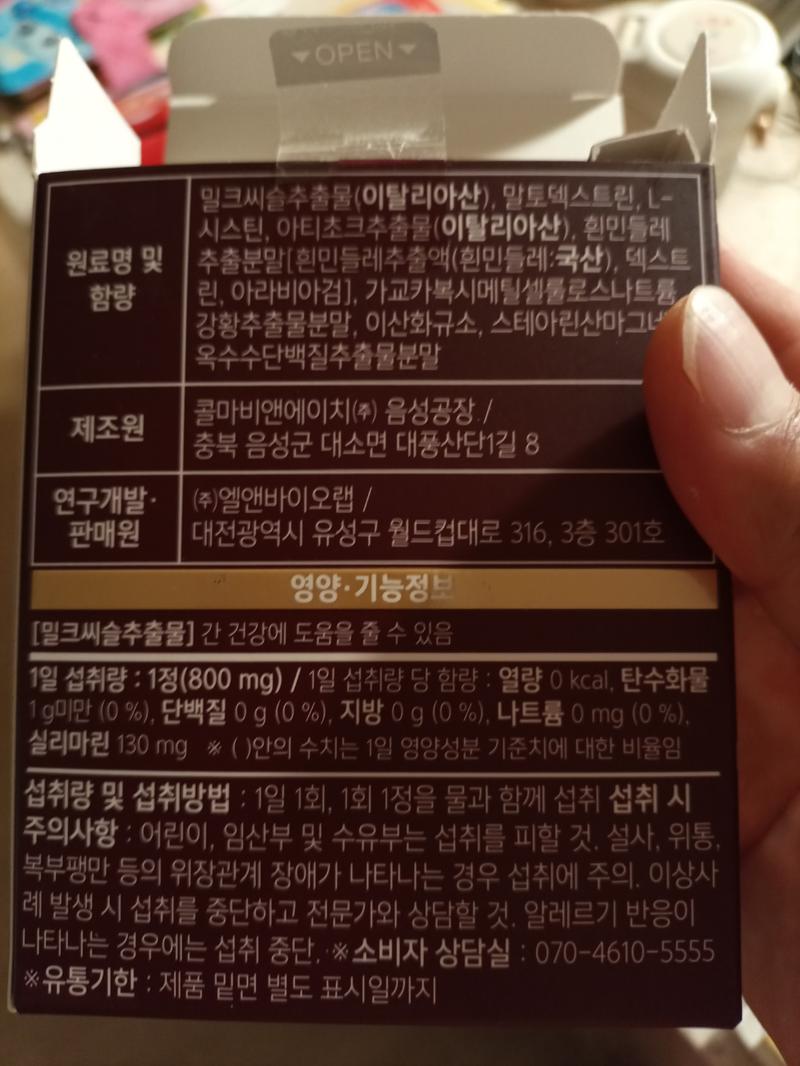 OPEN
원료명 및
함량
밀크씨슬추출물(이탈리아산), 말토덱스트린, L-
시스틴, 아티초크추출물(이탈리아산), 흰민들레
추출분말[흰민들레추출액(흰민들레:국산), 덱스트
린, 아라비아검], 가교카복시메틸셀룰로스나트륨,
강황추출물분말, 이산화규소, 스테아린산마그네
옥수수단백질추출물분말
제조원
콜마비앤에이치㈜ 음성공장 /
충북 음성군 대소면 대풍산단1길 8
연구개발·
판매원
㈜엘앤바이오랩 /
대전광역시 유성구 월드컵대로 316, 3층 301호
영양·기능정보
[밀크씨슬추출물] 간 건강에 도움을 줄 수 있음
1일 섭취량 : 1정(800 mg) / 1일 섭취량 당 함량 : 열량 0 kcal, 탄수화물
1 g미만 (0 %), 단백질 0 g (0 %), 지방 0 g (0 %), 나트륨 0 mg (0 %),
실리마린 130 mg ※ ( )안의 수치는 1일 영양성분 기준치에 대한 비율임
섭취량 및 섭취방법 : 1일 1회, 1회 1정을 물과 함께 섭취 섭취 시
주의사항 : 어린이, 임산부 및 수유부는 섭취를 피할 것. 설사, 위통,
복부팽만 등의 위장관계 장애가 나타나는 경우 섭취에 주의. 이상사
례 발생 시 섭취를 중단하고 전문가와 상담할 것. 알레르기 반응이
나타나는 경우에는 섭취 중단. ※소비자 상담실 : 070-4610-5555
※유통기한 : 제품 밑면 별도 표시일까지